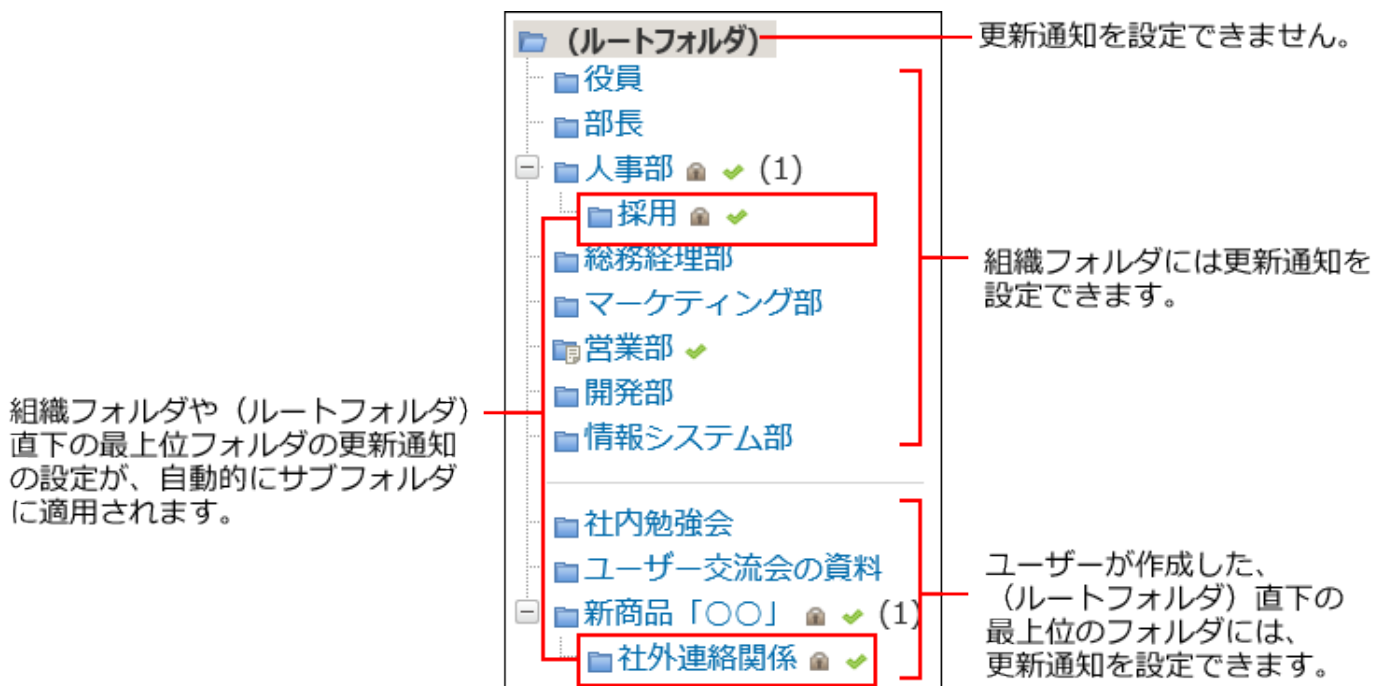 (ルートフォルダ)
更新通知を設定できません。
役員
部長
人事部 (1)
採用
総務経理部
マーケティング部
営業部
開発部
情報システム部
組織フォルダには更新通知を
設定できます。
組織フォルダや（ルートフォルダ）
直下の最上位フォルダの更新通知
の設定が、自動的にサブフォルダ
に適用されます。
社内勉強会
ユーザー交流会の資料
新商品「○○」 (1)
社外連絡関係
ユーザーが作成した、
（ルートフォルダ）直下の
最上位のフォルダには、
更新通知を設定できます。